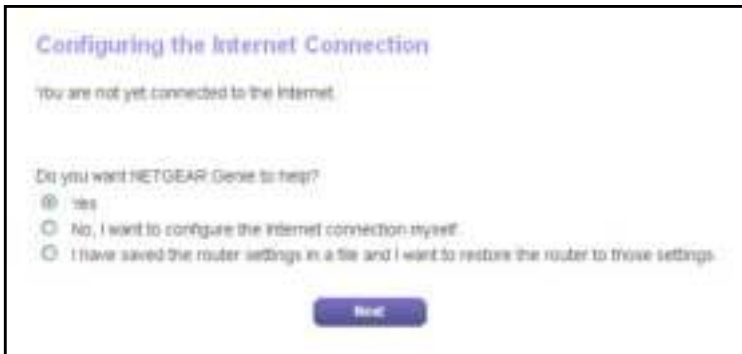 Configuring the Internet Connection
You are not yet connected to the Internet.
Do you want NETGEAR Genie to help?
Yes
No, I want to configure the Internet connection myself.
I have saved the router settings in a file and I want to restore the router to those settings.
Next